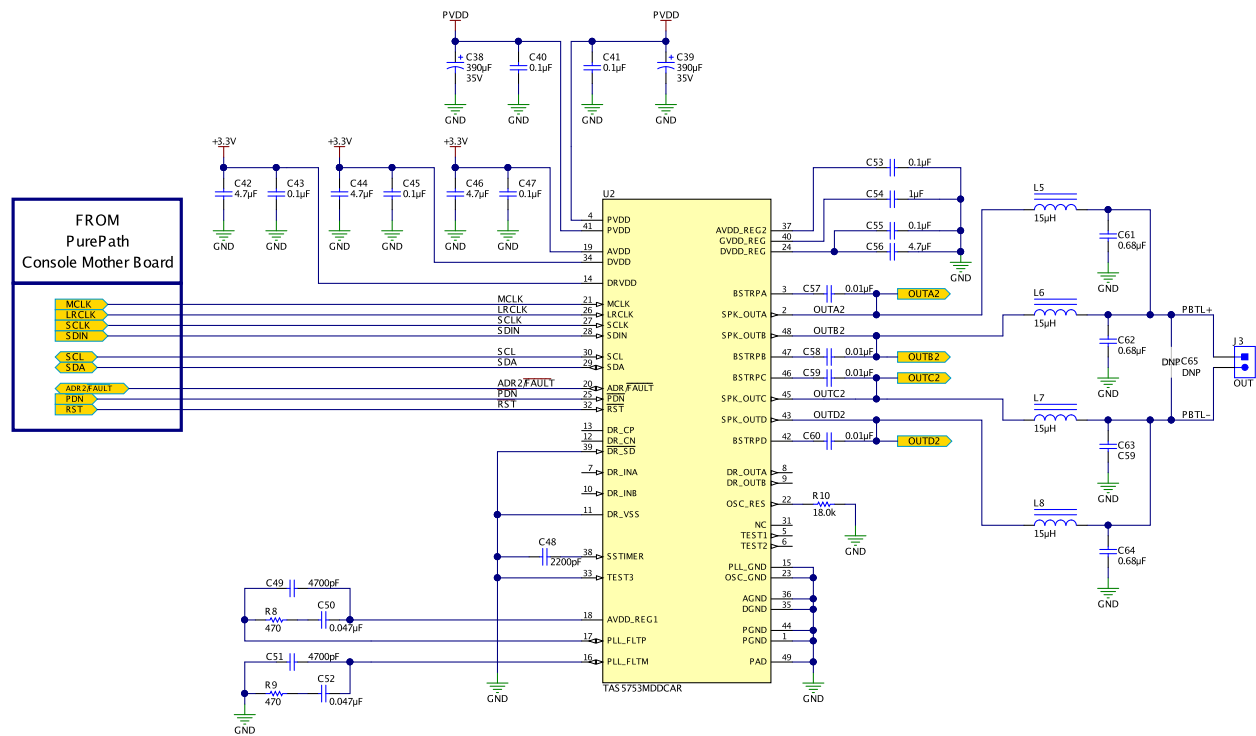 PVDD
PVDD
C38
390µF
35V
C40
0.1µF
C41
0.1µF
C39
390µF
35V
GND
GND
GND
GND
+3.3V
+3.3V
+3.3V
C42
4.7µF
C43
0.1µF
C44
4.7µF
C45
0.1µF
C46
4.7µF
C47
0.1µF
GND
GND
GND
GND
GND
GND
FROM
PurePath
Console Mother Board
MCLK
LRCLK
SCLK
SDIN
SCL
SDA
ADR2/FAULT
PDN
RST
MCLK
LRCLK
SCLK
SDIN
SCL
SDA
ADR2/FAULT
PDN
RST
U2
4 PVDD
41 PVDD
19 AVDD
34 DVDD
14 DRVDD
21 MCLK
26 LRCLK
27 SCLK
28 SDIN
30 SCL
29 SDA
20 ADR/FAULT
25 PDN
32 RST
13 DR_CP
12 DR_CN
39 DR_SD
7 DR_INA
10 DR_INB
11 DR_VSS
38 SSTIMER
33 TEST3
18 AVDD_REG1
17 PLL_FLTP
16 PLL_FLTM
TAS5753MDDCAR
AVDD_REG2 37
GVDD_REG 40
DVDD_REG 24
BSTRPA 3
SPK_OUTA 2
SPK_OUTB 48
BSTRPB 47
BSTRPC 46
SPK_OUTC 45
SPK_OUTD 43
BSTRPD 42
DR_OUTA 8
DR_OUTB 9
OSC_RES 22
NC 31
TEST1 5
TEST2 6
PLL_GND 15
OSC_GND 23
AGND 36
DGND 35
PGND 44
PGND 1
PAD 49
C48
2200pF
C49 4700pF
R8
470
C50
0.047µF
C51 4700pF
R9
470
C52
0.047µF
GND
GND
GND
C53 0.1µF
C54 1µF
C55 0.1µF
C56 4.7µF
GND
C57 0.01µF
OUTA2
OUTA2
OUTB2
C58 0.01µF
OUTB2
C59 0.01µF
OUTC2
OUTC2
OUTD2
C60 0.01µF
OUTD2
R10
18.0k
GND
L5
15µH
C61
0.68µF
GND
L6
15µH
C62
0.68µF
GND
L7
15µH
C63
C59
GND
L8
15µH
C64
0.68µF
GND
PBTL+
DNP
C65
DNP
PBTL-
J3
OUT